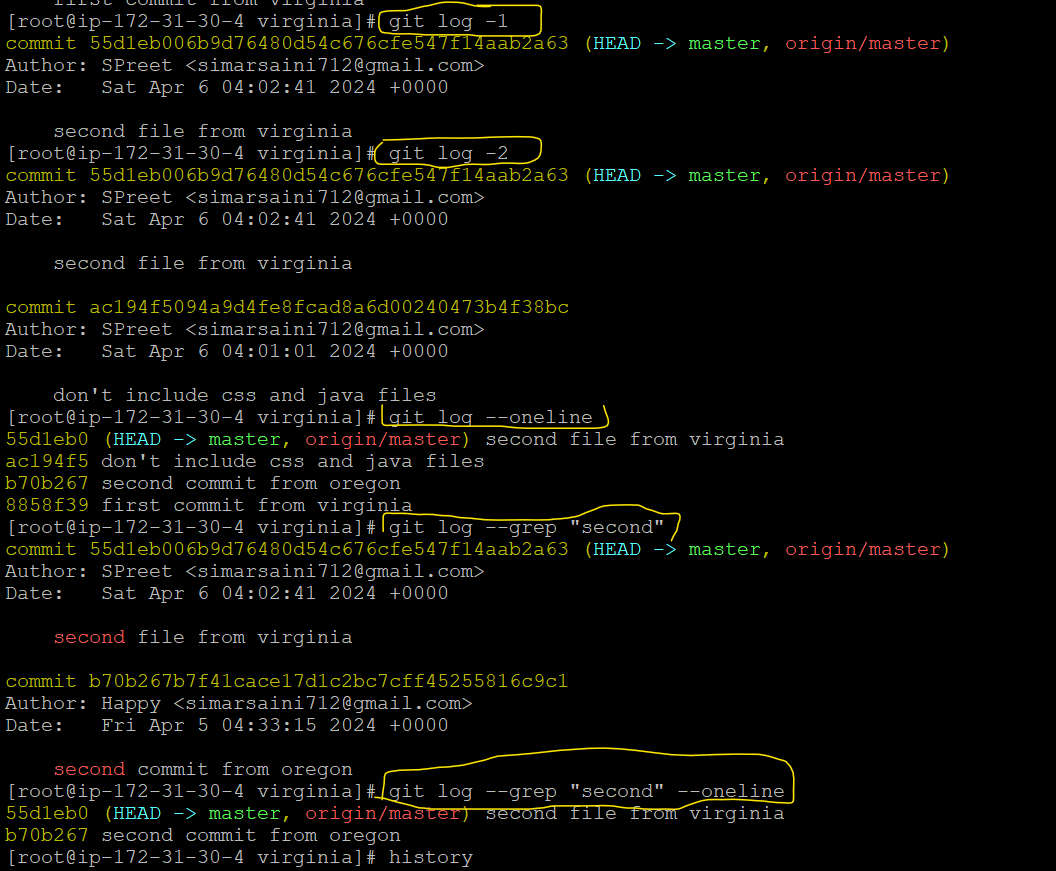 first commit from virginia
[root@ip-172-31-30-4 virginia]# git log -1
commit 55d1eb006b9d76480d54c676cfe547f14aab2a63 (HEAD -> master, origin/master)
Author: SPreet <simarsaini712@gmail.com>
Date:   Sat Apr 6 04:02:41 2024 +0000

    second file from virginia
[root@ip-172-31-30-4 virginia]# git log -2
commit 55d1eb006b9d76480d54c676cfe547f14aab2a63 (HEAD -> master, origin/master)
Author: SPreet <simarsaini712@gmail.com>
Date:   Sat Apr 6 04:02:41 2024 +0000

    second file from virginia

commit ac194f5094a9d4fe8fcad8a6d00240473b4f38bc
Author: SPreet <simarsaini712@gmail.com>
Date:   Sat Apr 6 04:01:01 2024 +0000

    don't include css and java files
[root@ip-172-31-30-4 virginia]# git log --oneline
55d1eb0 (HEAD -> master, origin/master) second file from virginia
ac194f5 don't include css and java files
b70b267 second commit from oregon
8858f39 first commit from virginia
[root@ip-172-31-30-4 virginia]# git log --grep "second"
commit 55d1eb006b9d76480d54c676cfe547f14aab2a63 (HEAD -> master, origin/master)
Author: SPreet <simarsaini712@gmail.com>
Date:   Sat Apr 6 04:02:41 2024 +0000

    second file from virginia

commit b70b267b7f41cace17d1c2bc7cff45255816c9c1
Author: Happy <simarsaini712@gmail.com>
Date:   Fri Apr 5 04:33:15 2024 +0000

    second commit from oregon
[root@ip-172-31-30-4 virginia]# git log --grep "second" --oneline
55d1eb0 (HEAD -> master, origin/master) second file from virginia
b70b267 second commit from oregon
[root@ip-172-31-30-4 virginia]# history